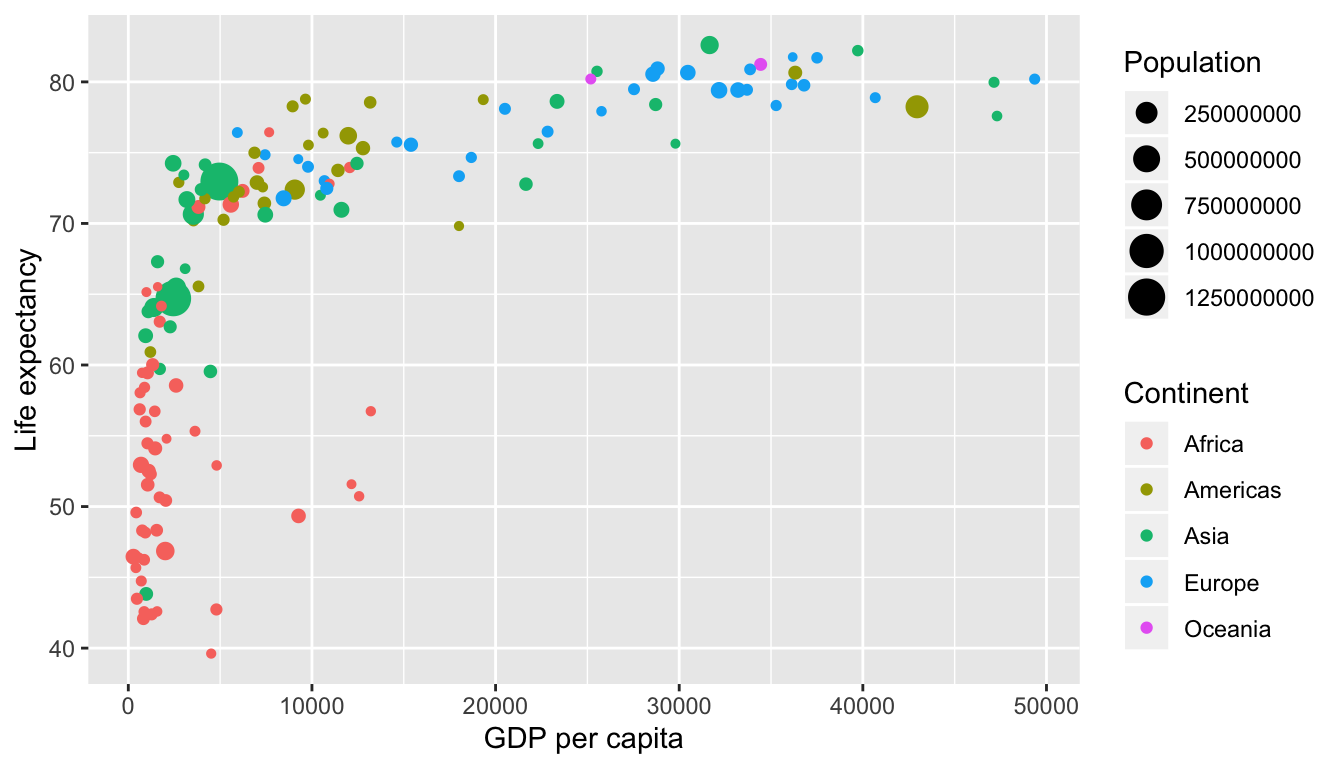 Life expectancy
80
70
60
50
40
0 10000 20000 30000 40000 50000
GDP per capita
Population
250000000
500000000
750000000
1000000000
1250000000
Continent
Africa
Americas
Asia
Europe
Oceania